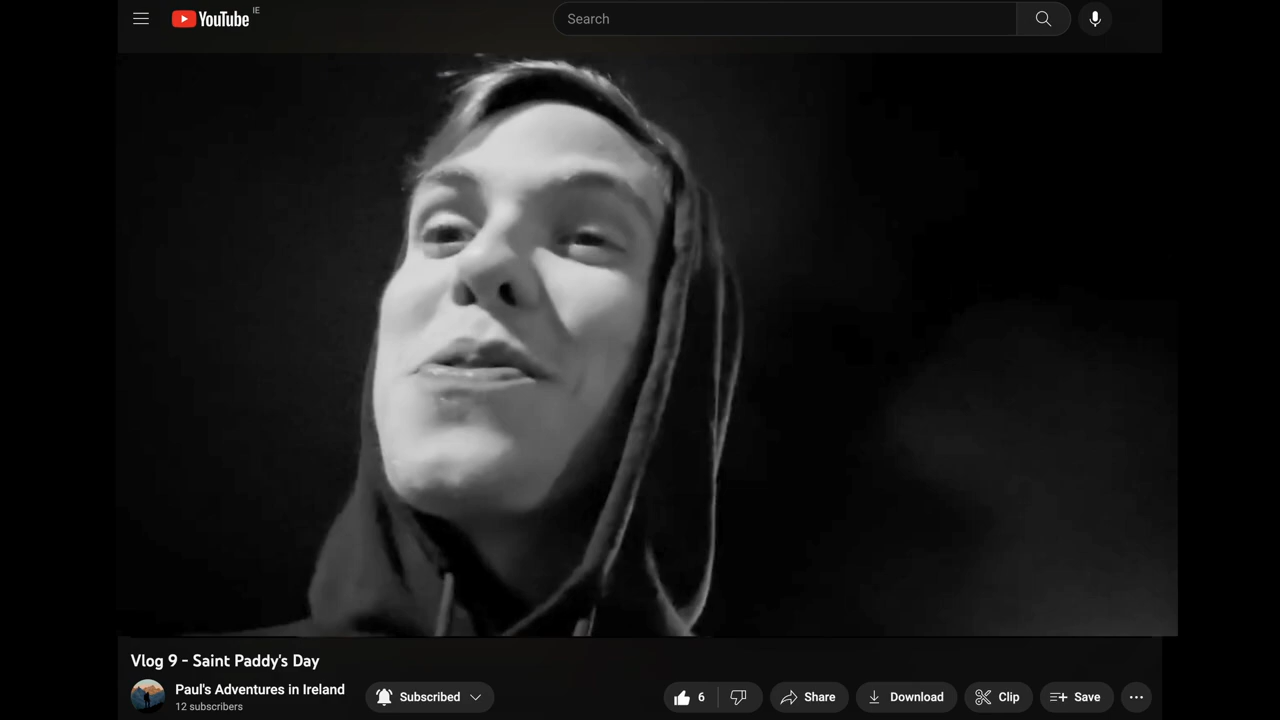 YouTube IE
Search
Vlog 9 - Saint Paddy's Day
Paul's Adventures in Ireland
12 subscribers
Subscribed
6
Share
Download
Clip
Save